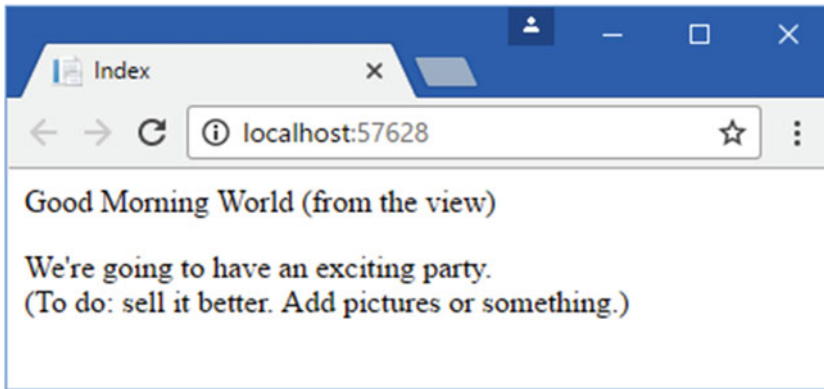 Index
localhost:57628
Good Morning World (from the view)
We're going to have an exciting party.
(To do: sell it better. Add pictures or something.)